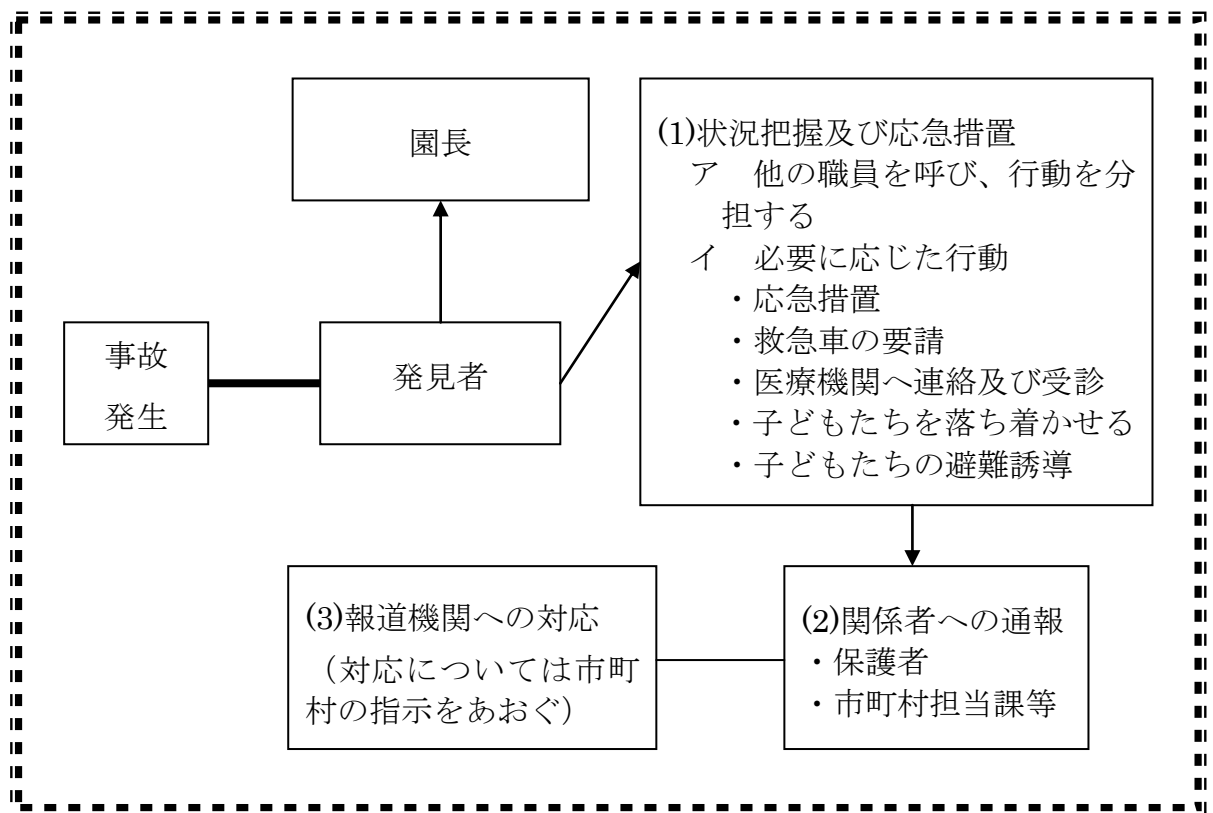 園長
(1)状況把握及び応急措置
ア　他の職員を呼び、行動を分
担する
イ　必要に応じた行動
・応急措置
・救急車の要請
・医療機関へ連絡及び受診
・子どもたちを落ち着かせる
・子どもたちの避難誘導
事故
発生
発見者
(2)関係者への通報
・保護者
・市町村担当課等
(3)報道機関への対応
（対応については市町
村の指示をあおぐ）